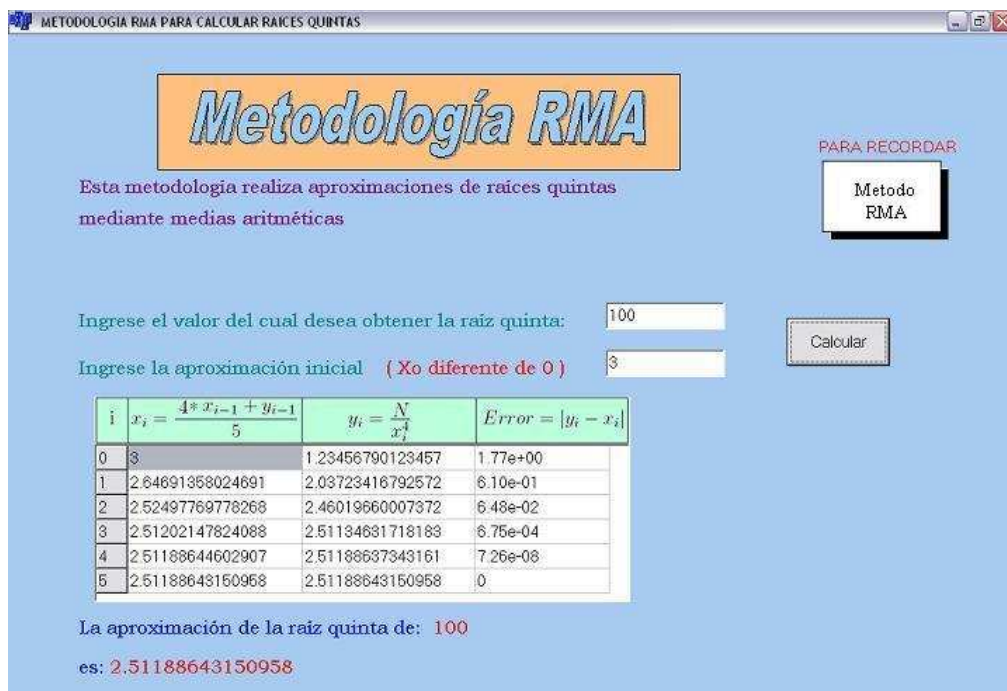 METODOLOGIA RMA PARA CALCULAR RAICES QUINTAS
Metodología RMA
PARA RECORDAR
Metodo
RMA
Esta metodología realiza aproximaciones de raíces quintas
mediante medias aritméticas
Ingrese el valor del cual desea obtener la raíz quinta: 100
Calcular
Ingrese la aproximación inicial ( Xo diferente de 0 ) 3
i x_i = (4* x_{i-1} + y_{i-1})/5 y_i = N/x_i^4 Error = |y_i − x_i|
0 3 1.23456790123457 1.77e+00
1 2.64691358024691 2.03723416792572 6.10e-01
2 2.52497769778268 2.46019660007372 6.48e-02
3 2.51202147824088 2.51134631718183 6.75e-04
4 2.51188644602907 2.51188637343161 7.26e-08
5 2.51188643150958 2.51188643150958 0
La aproximación de la raíz quinta de: 100
es: 2.51188643150958